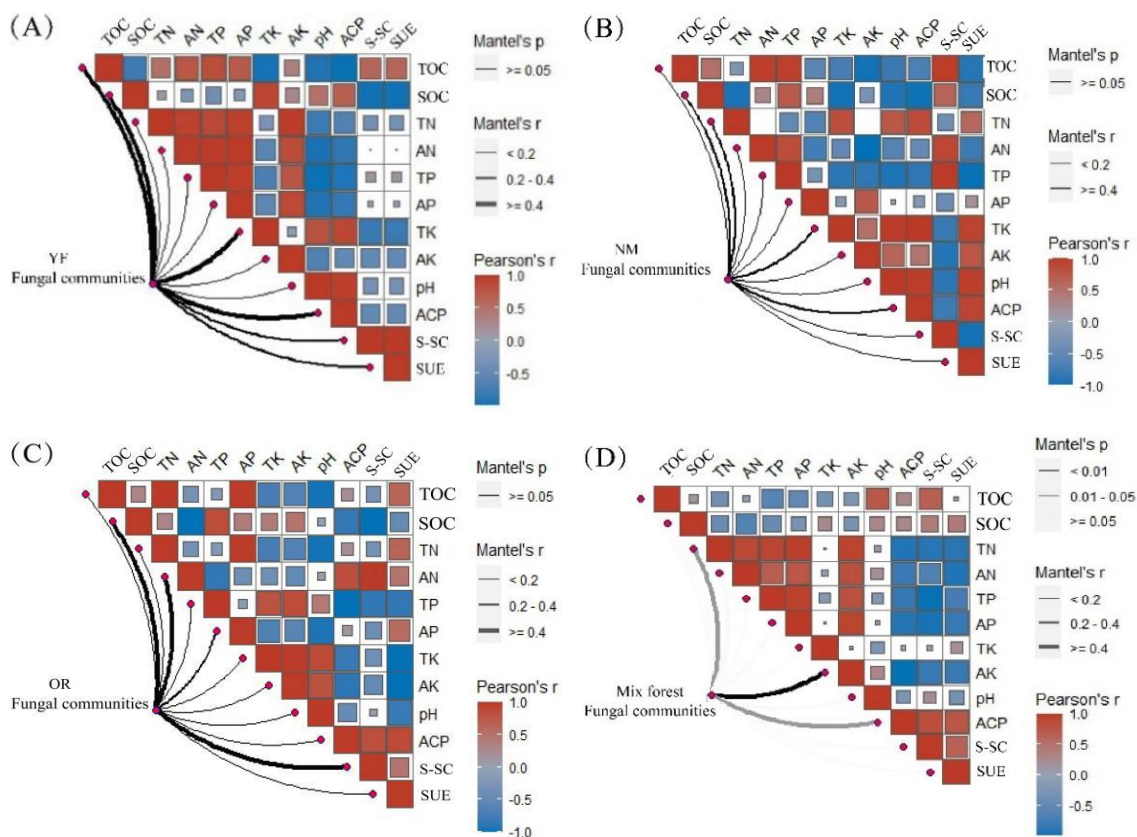 (A)
TOC SOC TN AN TP AP TK AK pH ACP S-SC SUE
TOC
SOC
TN
AN
TP
AP
TK
AK
pH
ACP
S-SC
SUE
YF
Fungal communities
Mantel's p
>= 0.05
Mantel's r
< 0.2
0.2 - 0.4
>= 0.4
Pearson's r
1.0
0.5
0.0
-0.5
(B)
TOC SOC TN AN TP AP TK AK pH ACP S-SC SUE
TOC
SOC
TN
AN
TP
AP
TK
AK
pH
ACP
S-SC
SUE
NM
Fungal communities
Mantel's p
>= 0.05
Mantel's r
< 0.2
>= 0.4
Pearson's r
1.0
0.5
0.0
-0.5
-1.0
(C)
TOC SOC TN AN TP AP TK AK pH ACP S-SC SUE
TOC
SOC
TN
AN
TP
AP
TK
AK
pH
ACP
S-SC
SUE
OR
Fungal communities
Mantel's p
>= 0.05
Mantel's r
< 0.2
0.2 - 0.4
>= 0.4
Pearson's r
1.0
0.5
0.0
-0.5
-1.0
(D)
TOC SOC TN AN TP AP TK AK pH ACP S-SC SUE
TOC
SOC
TN
AN
TP
AP
TK
AK
pH
ACP
S-SC
SUE
Mix forest
Fungal communities
Mantel's p
< 0.01
0.01 - 0.05
>= 0.05
Mantel's r
< 0.2
0.2 - 0.4
>= 0.4
Pearson's r
1.0
0.5
0.0
-0.5